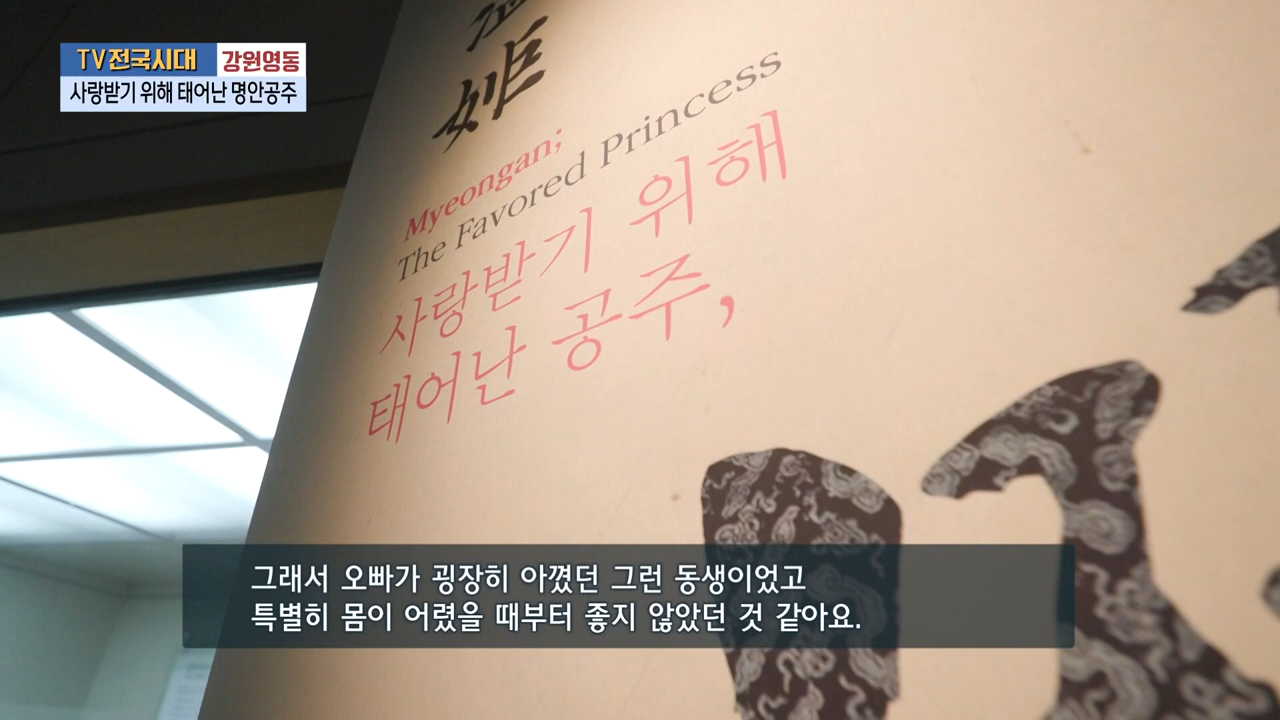 TV전국시대 강원영동
사랑받기 위해 태어난 명안공주
姬
Myeongan;
The Favored Princess
사랑받기 위해
태어난 공주,
그래서 오빠가 굉장히 아꼈던 그런 동생이었고
특별히 몸이 어렸을 때부터 좋지 않았던 것 같아요.